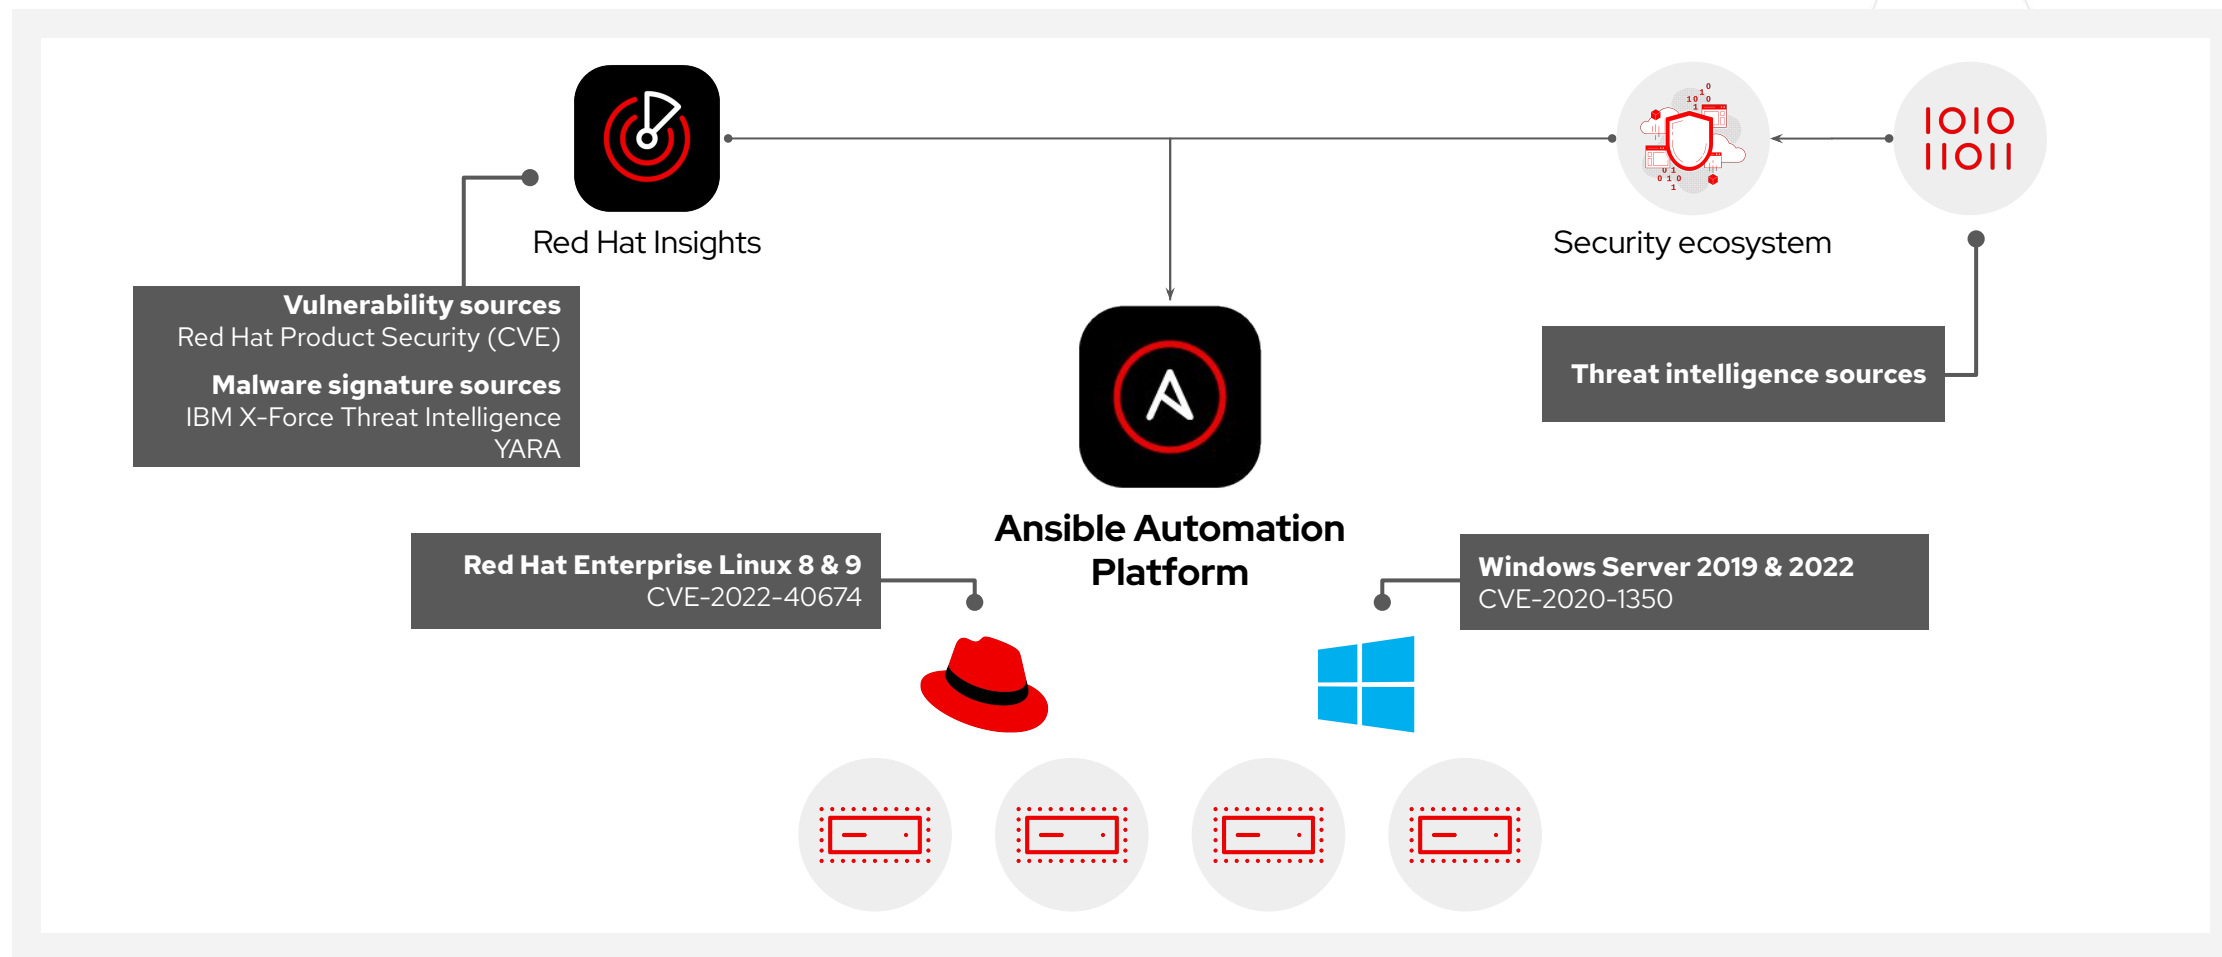 1010
11011
Red Hat Insights
Security ecosystem
Vulnerability sources
Red Hat Product Security (CVE)
Malware signature sources
IBM X-Force Threat Intelligence
YARA
Threat intelligence sources
Ansible Automation
Platform
Red Hat Enterprise Linux 8 & 9
CVE-2022-40674
Windows Server 2019 & 2022
CVE-2020-1350